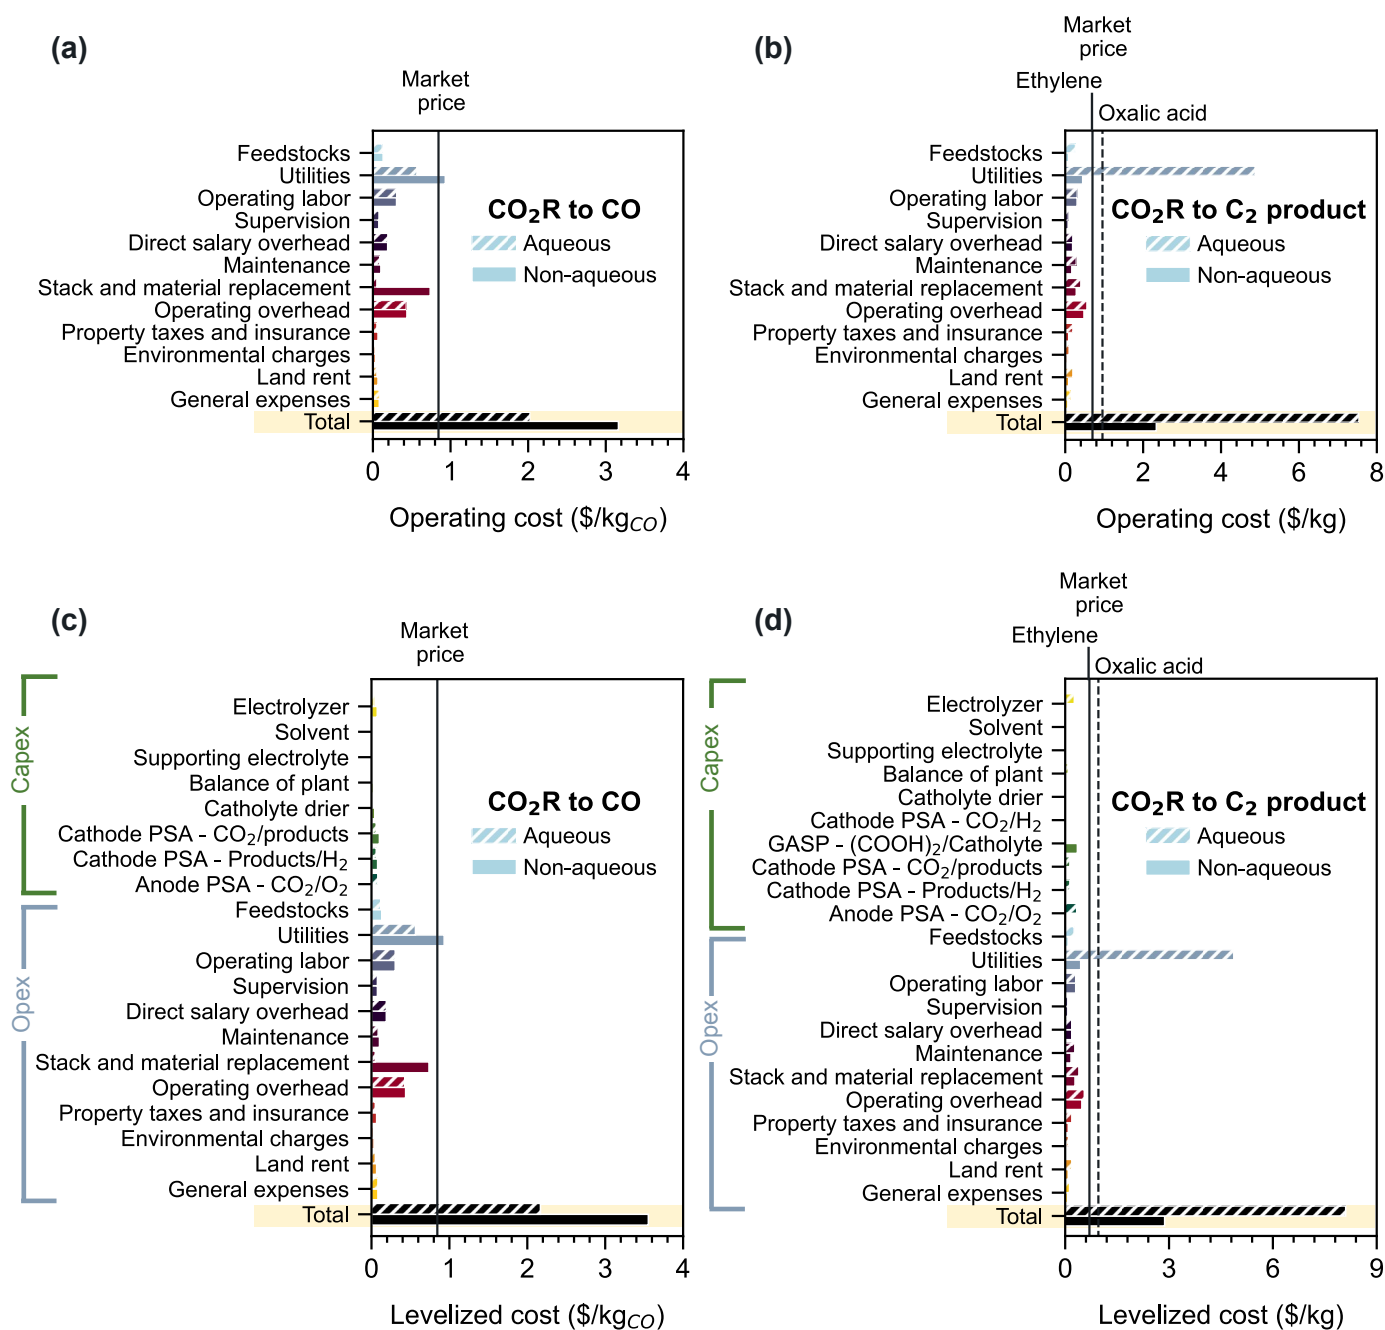 (a)
Market
price
Feedstocks
Utilities
Operating labor
Supervision
Direct salary overhead
Maintenance
Stack and material replacement
Operating overhead
Property taxes and insurance
Environmental charges
Land rent
General expenses
Total
CO₂R to CO
Aqueous
Non-aqueous
0 1 2 3 4
Operating cost ($/kg_CO)
(b)
Market
price
Ethylene
Oxalic acid
Feedstocks
Utilities
Operating labor
Supervision
Direct salary overhead
Maintenance
Stack and material replacement
Operating overhead
Property taxes and insurance
Environmental charges
Land rent
General expenses
Total
CO₂R to C₂ product
Aqueous
Non-aqueous
0 2 4 6 8
Operating cost ($/kg)
(c)
Market
price
Capex
Electrolyzer
Solvent
Supporting electrolyte
Balance of plant
Catholyte drier
Cathode PSA - CO₂/products
Cathode PSA - Products/H₂
Anode PSA - CO₂/O₂
Opex
Feedstocks
Utilities
Operating labor
Supervision
Direct salary overhead
Maintenance
Stack and material replacement
Operating overhead
Property taxes and insurance
Environmental charges
Land rent
General expenses
Total
CO₂R to CO
Aqueous
Non-aqueous
0 1 2 3 4
Levelized cost ($/kg_CO)
(d)
Market
price
Ethylene
Oxalic acid
Capex
Electrolyzer
Solvent
Supporting electrolyte
Balance of plant
Catholyte drier
Cathode PSA - CO₂/H₂
GASP - (COOH)₂/Catholyte
Cathode PSA - CO₂/products
Cathode PSA - Products/H₂
Anode PSA - CO₂/O₂
Opex
Feedstocks
Utilities
Operating labor
Supervision
Direct salary overhead
Maintenance
Stack and material replacement
Operating overhead
Property taxes and insurance
Environmental charges
Land rent
General expenses
Total
CO₂R to C₂ product
Aqueous
Non-aqueous
0 3 6 9
Levelized cost ($/kg)